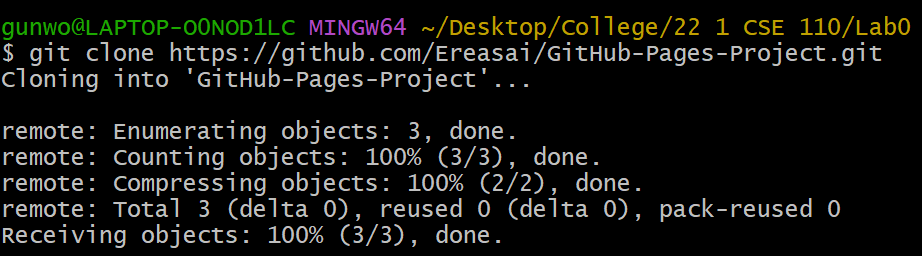 gunwo@LAPTOP-O0NOD1LC MINGW64 ~/Desktop/College/22 1 CSE 110/Lab0
$ git clone https://github.com/Ereasai/GitHub-Pages-Project.git
Cloning into 'GitHub-Pages-Project'...
remote: Enumerating objects: 3, done.
remote: Counting objects: 100% (3/3), done.
remote: Compressing objects: 100% (2/2), done.
remote: Total 3 (delta 0), reused 0 (delta 0), pack-reused 0
Receiving objects: 100% (3/3), done.